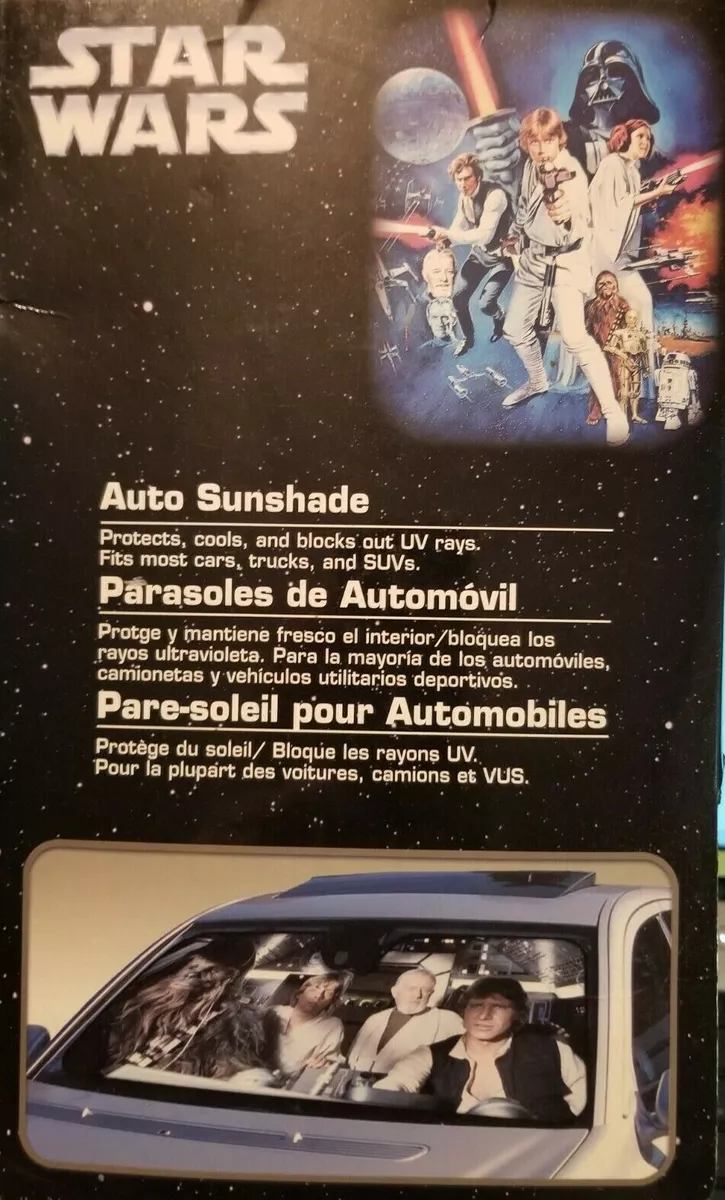 STAR
WARS
Auto Sunshade
Protects, cools, and blocks out UV rays.
Fits most cars, trucks, and SUVs.
Parasoles de Automóvil
Protge y mantiene fresco el interior/bloquea los
rayos ultravioleta. Para la mayoría de los automóviles,
camionetas y vehículos utilitarios deportivos.
Pare-soleil pour Automobiles
Protège du soleil/ Bloque les rayons UV.
Pour la plupart des voitures, camions et VUS.